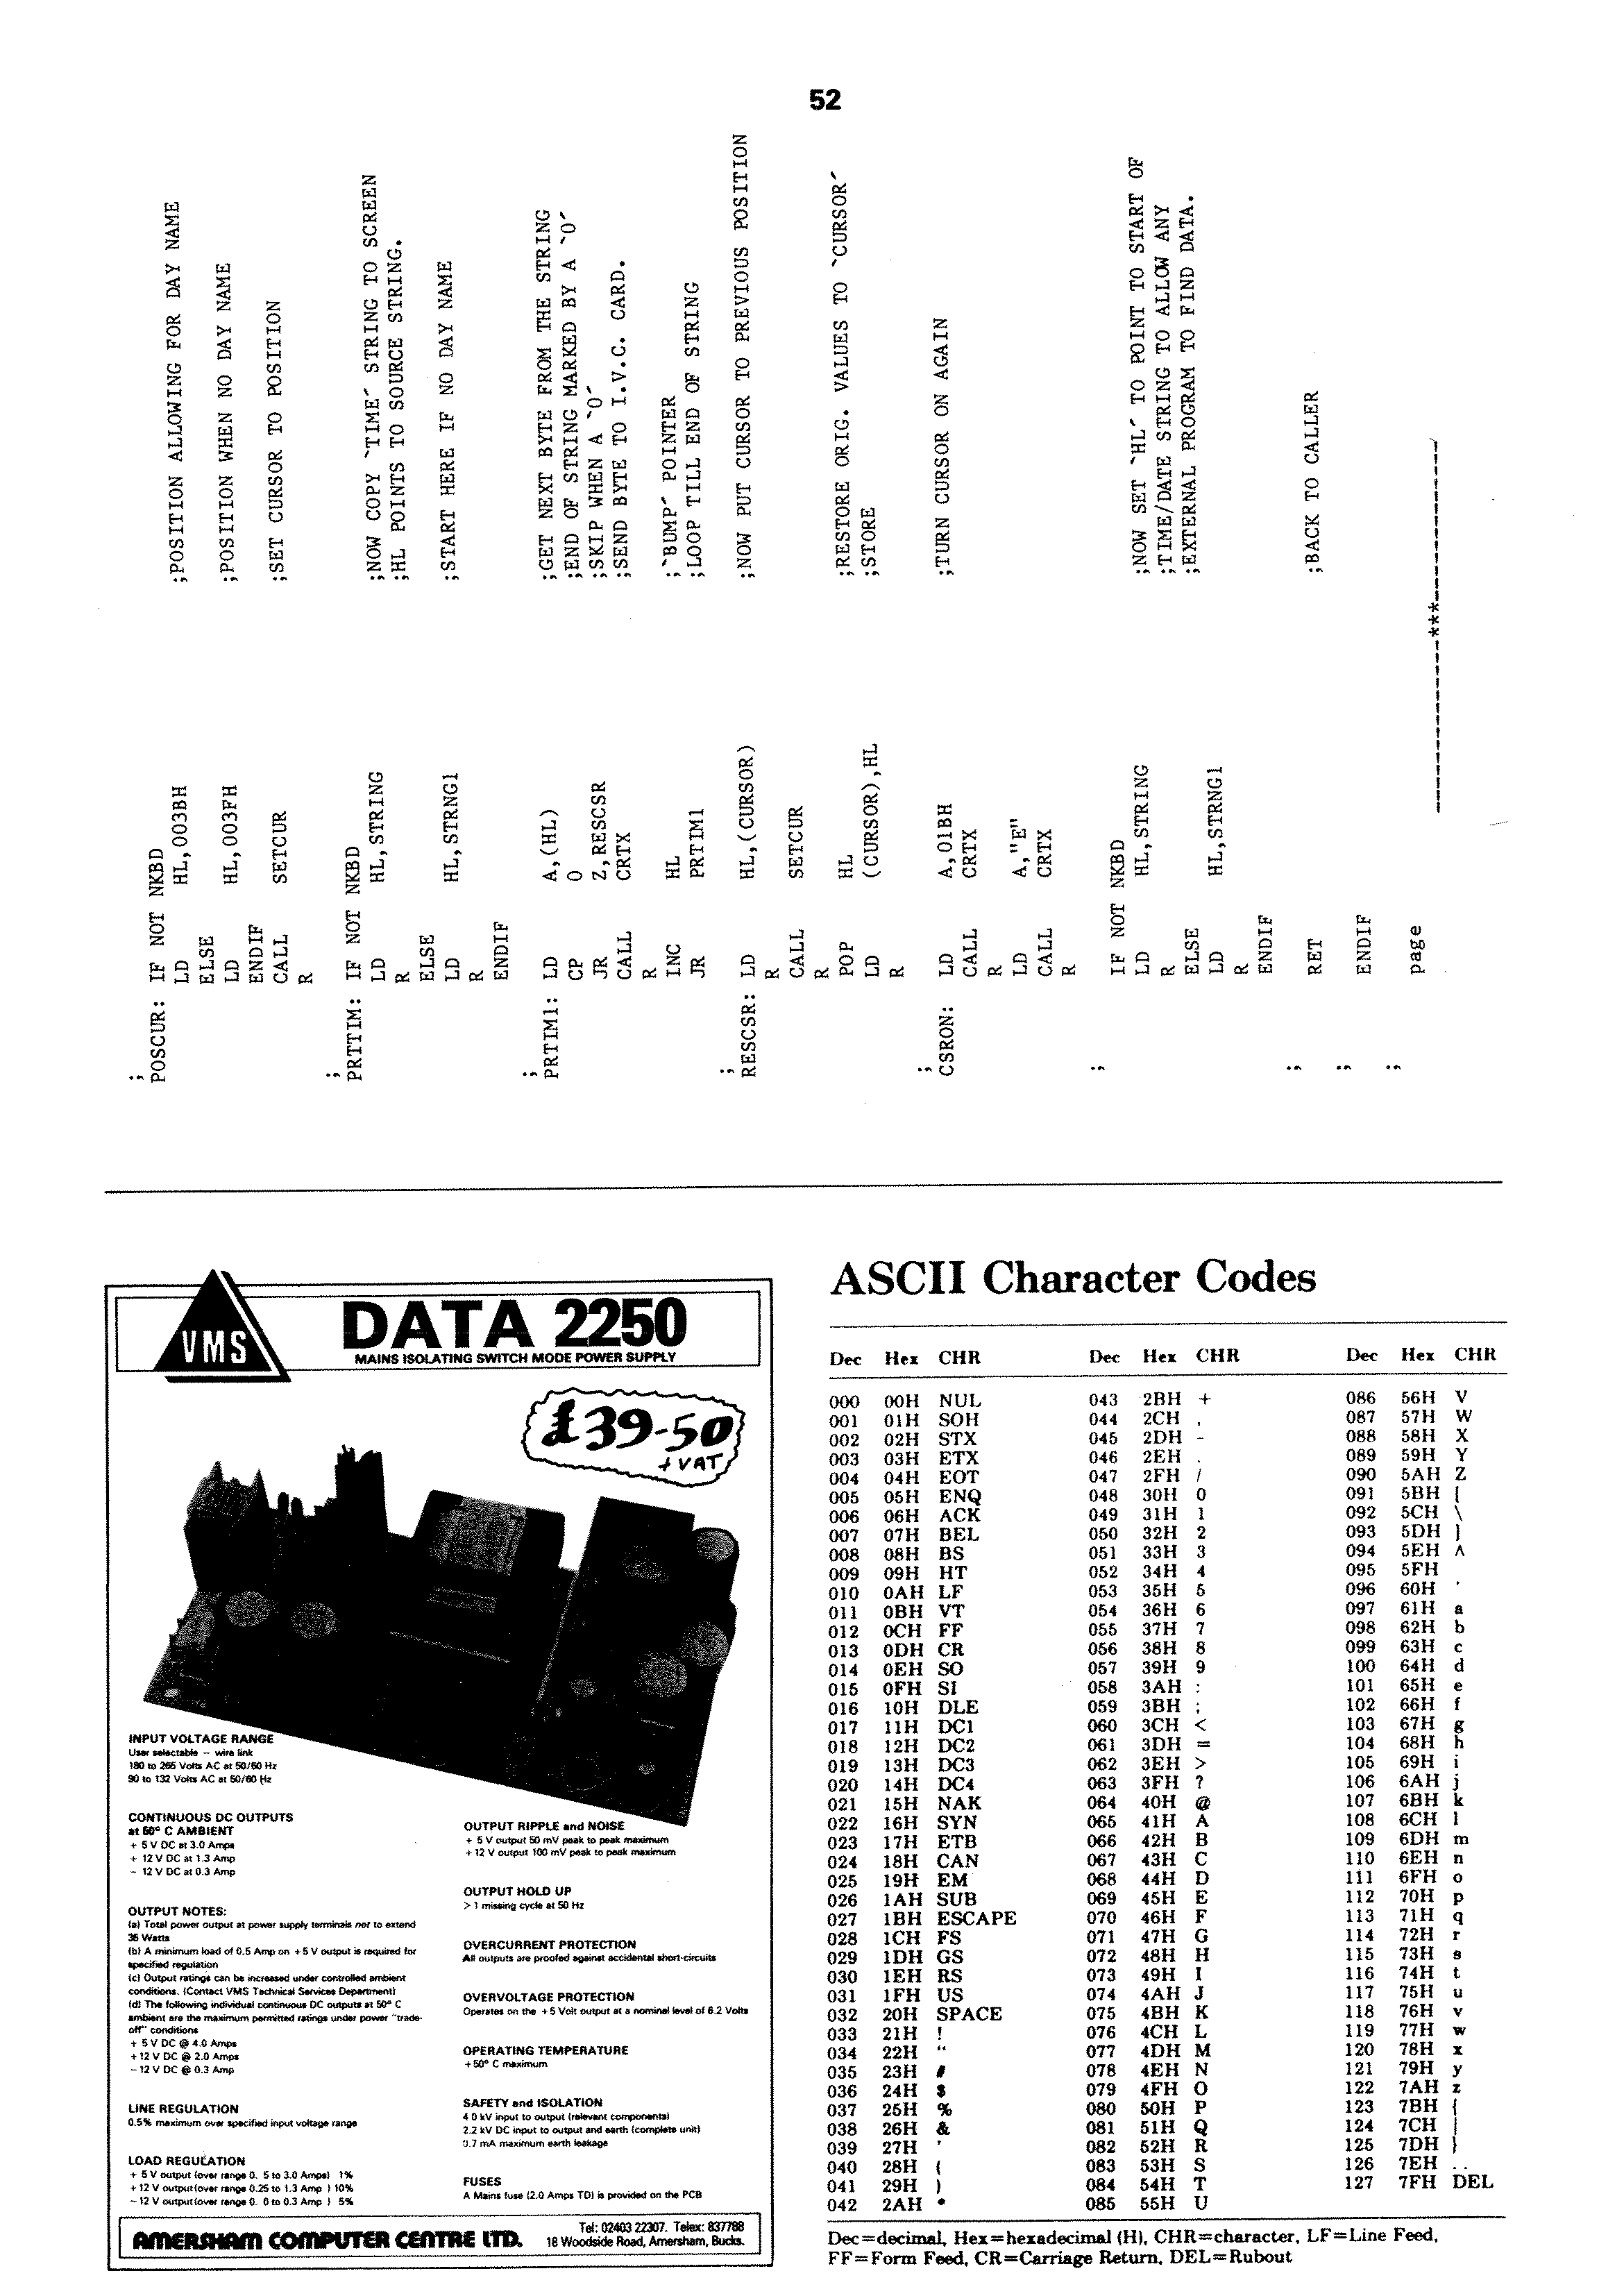 52
;
POSCUR: IF NOT NKBD
LD HL,003BH ;POSITION ALLOWING FOR DAY NAME
ELSE
LD HL,003FH ;POSITION WHEN NO DAY NAME
ENDIF
CALL SETCUR ;SET CURSOR TO POSITION
R
;
PRTTIM: IF NOT NKBD
LD HL,STRING ;NOW COPY `TIME´ STRING TO SCREEN
R ;HL POINTS TO SOURCE STRING.
ELSE
LD HL,STRNG1 ;START HERE IF NO DAY NAME
R
ENDIF
;
PRTIM1: LD A,(HL) ;GET NEXT BYTE FROM THE STRING
CP 0 ;END OF STRING MARKED BY A `0´
JR Z,RESCSR ;SKIP WHEN A `0´
CALL CRTX ;SEND BYTE TO I.V.C. CARD.
R
INC HL ;`BUMP´ POINTER
JR PRTIM1 ;LOOP TILL END OF STRING
;
RESCSR: LD HL,(CURSOR) ;NOW PUT CURSOR TO PREVIOUS POSITION
R
CALL SETCUR
R
POP HL ;RESTORE ORIG. VALUES TO `CURSOR´
LD (CURSOR),HL ;STORE
R
;
CSRON: LD A,01BH ;TURN CURSOR ON AGAIN
CALL CRTX
R
LD A,"E"
CALL CRTX
R
;
IF NOT NKBD
LD HL,STRING ;NOW SET `HL´ TO POINT TO START OF
R ;TIME/DATE STRING TO ALLOW ANY
ELSE ;EXTERNAL PROGRAM TO FIND DATA.
LD HL,STRNG1
R
ENDIF
;
RET ;BACK TO CALLER
;
ENDIF
;
page
----------------***----------------
VMS
DATA 2250
MAINS ISOLATING SWITCH MODE POWER SUPPLY
£39-50
+VAT
INPUT VOLTAGE RANGE
User selectable – wire link
180 to 265 Volts AC at 50/60 Hz
90 to 132 Volts AC at 50/60 Hz
CONTINUOUS DC OUTPUTS
at 50° C AMBIENT
+ 5 V DC at 3.0 Amps
+ 12 V DC at 1.3 Amp
– 12 V DC at 0.3 Amp
OUTPUT NOTES:
(a) Total power output at power supply terminals not to extend
35 Watts
(b) A minimum load of 0.5 Amp on +5 V output is required for
specified regulation
(c) Output ratings can be increased under controlled ambient
conditions. (Contact VMS Technical Services Department)
(d) The following individual continuous DC outputs at 50° C
ambient are the maximum permitted ratings under power "trade-
off" conditions
+ 5 V DC @ 4.0 Amps
+12 V DC @ 2.0 Amps
–12 V DC @ 0.3 Amp
LINE REGULATION
0.5% maximum over specified input voltage range
LOAD REGULATION
+ 5 V output (over range 0. 5 to 3.0 Amps) 1%
+12 V output (over range 0.25 to 1.3 Amp ) 10%
–12 V output (over range 0. 0 to 0.3 Amp ) 5%
OUTPUT RIPPLE and NOISE
+ 5 V output 50 mV peak to peak maximum
+ 12 V output 100 mV peak to peak maximum
OUTPUT HOLD UP
> 1 missing cycle at 50 Hz
OVERCURRENT PROTECTION
All outputs are proofed against accidental short-circuits
OVERVOLTAGE PROTECTION
Operates on the +5 Volt output at a nominal level of 6.2 Volts
OPERATING TEMPERATURE
+50° C maximum
SAFETY and ISOLATION
4 0 kV input to output (relevant components)
2.2 kV DC input to output and earth (complete unit)
0.7 mA maximum earth leakage
FUSES
A Mains fuse (2.0 Amps TD) is provided on the PCB
AMERSHAM COMPUTER CENTRE LTD.
Tel: 02403 22307. Telex: 837788
18 Woodside Road, Amersham, Bucks.
ASCII Character Codes
Dec Hex CHR Dec Hex CHR Dec Hex CHR
000 00H NUL 043 2BH + 086 56H V
001 01H SOH 044 2CH , 087 57H W
002 02H STX 045 2DH - 088 58H X
003 03H ETX 046 2EH . 089 59H Y
004 04H EOT 047 2FH / 090 5AH Z
005 05H ENQ 048 30H 0 091 5BH [
006 06H ACK 049 31H 1 092 5CH \
007 07H BEL 050 32H 2 093 5DH ]
008 08H BS 051 33H 3 094 5EH ^
009 09H HT 052 34H 4 095 5FH
010 0AH LF 053 35H 5 096 60H '
011 0BH VT 054 36H 6 097 61H a
012 0CH FF 055 37H 7 098 62H b
013 0DH CR 056 38H 8 099 63H c
014 0EH SO 057 39H 9 100 64H d
015 0FH SI 058 3AH : 101 65H e
016 10H DLE 059 3BH ; 102 66H f
017 11H DC1 060 3CH < 103 67H g
018 12H DC2 061 3DH = 104 68H h
019 13H DC3 062 3EH > 105 69H i
020 14H DC4 063 3FH ? 106 6AH j
021 15H NAK 064 40H @ 107 6BH k
022 16H SYN 065 41H A 108 6CH l
023 17H ETB 066 42H B 109 6DH m
024 18H CAN 067 43H C 110 6EH n
025 19H EM 068 44H D 111 6FH o
026 1AH SUB 069 45H E 112 70H p
027 1BH ESCAPE 070 46H F 113 71H q
028 1CH FS 071 47H G 114 72H r
029 1DH GS 072 48H H 115 73H s
030 1EH RS 073 49H I 116 74H t
031 1FH US 074 4AH J 117 75H u
032 20H SPACE 075 4BH K 118 76H v
033 21H ! 076 4CH L 119 77H w
034 22H “ 077 4DH M 120 78H x
035 23H # 078 4EH N 121 79H y
036 24H $ 079 4FH O 122 7AH z
037 25H % 080 50H P 123 7BH {
038 26H & 081 51H Q 124 7CH |
039 27H ' 082 52H R 125 7DH }
040 28H ( 083 53H S 126 7EH ..
041 29H ) 084 54H T 127 7FH DEL
042 2AH * 085 55H U
Dec=decimal, Hex=hexadecimal (H), CHR=character, LF=Line Feed,
FF=Form Feed, CR=Carriage Return, DEL=Rubout